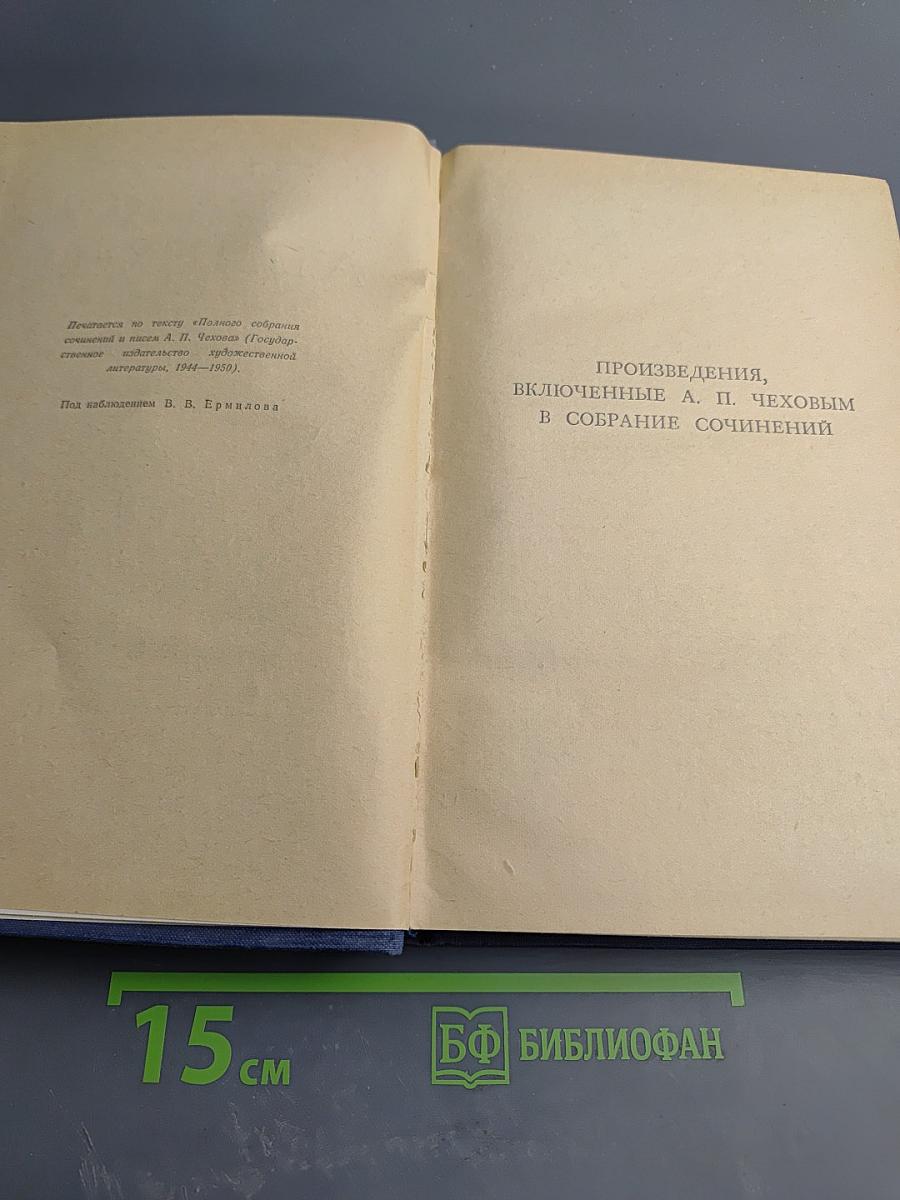 Печатается по тексту «Полного собрания
сочинений и писем А. П. Чехова» (Государ-
ственное издательство художественной
литературы, 1944—1950).
Под наблюдением В. В. Ермилова
ПРОИЗВЕДЕНИЯ,
ВКЛЮЧЕННЫЕ А. П. ЧЕХОВЫМ
В СОБРАНИЕ СОЧИНЕНИЙ
15 см
БФ БИБЛИОФАН